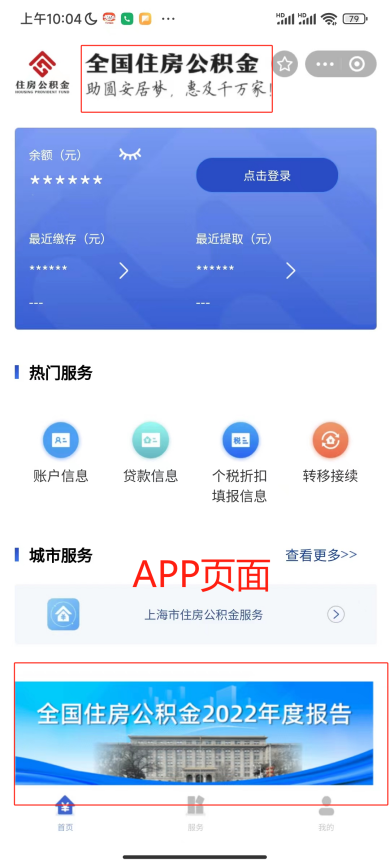 上午10:04
HD HD 79
住房公积金
HOUSING PROVIDENT FUND
全国住房公积金
助圆安居梦，惠及千万家!
余额（元）
******
点击登录
最近缴存（元）
最近提取（元）
******
******
---
---
热门服务
账户信息
贷款信息
个税折扣
填报信息
转移接续
城市服务
查看更多>>
APP页面
上海市住房公积金服务
全国住房公积金2022年度报告
首页
服务
我的